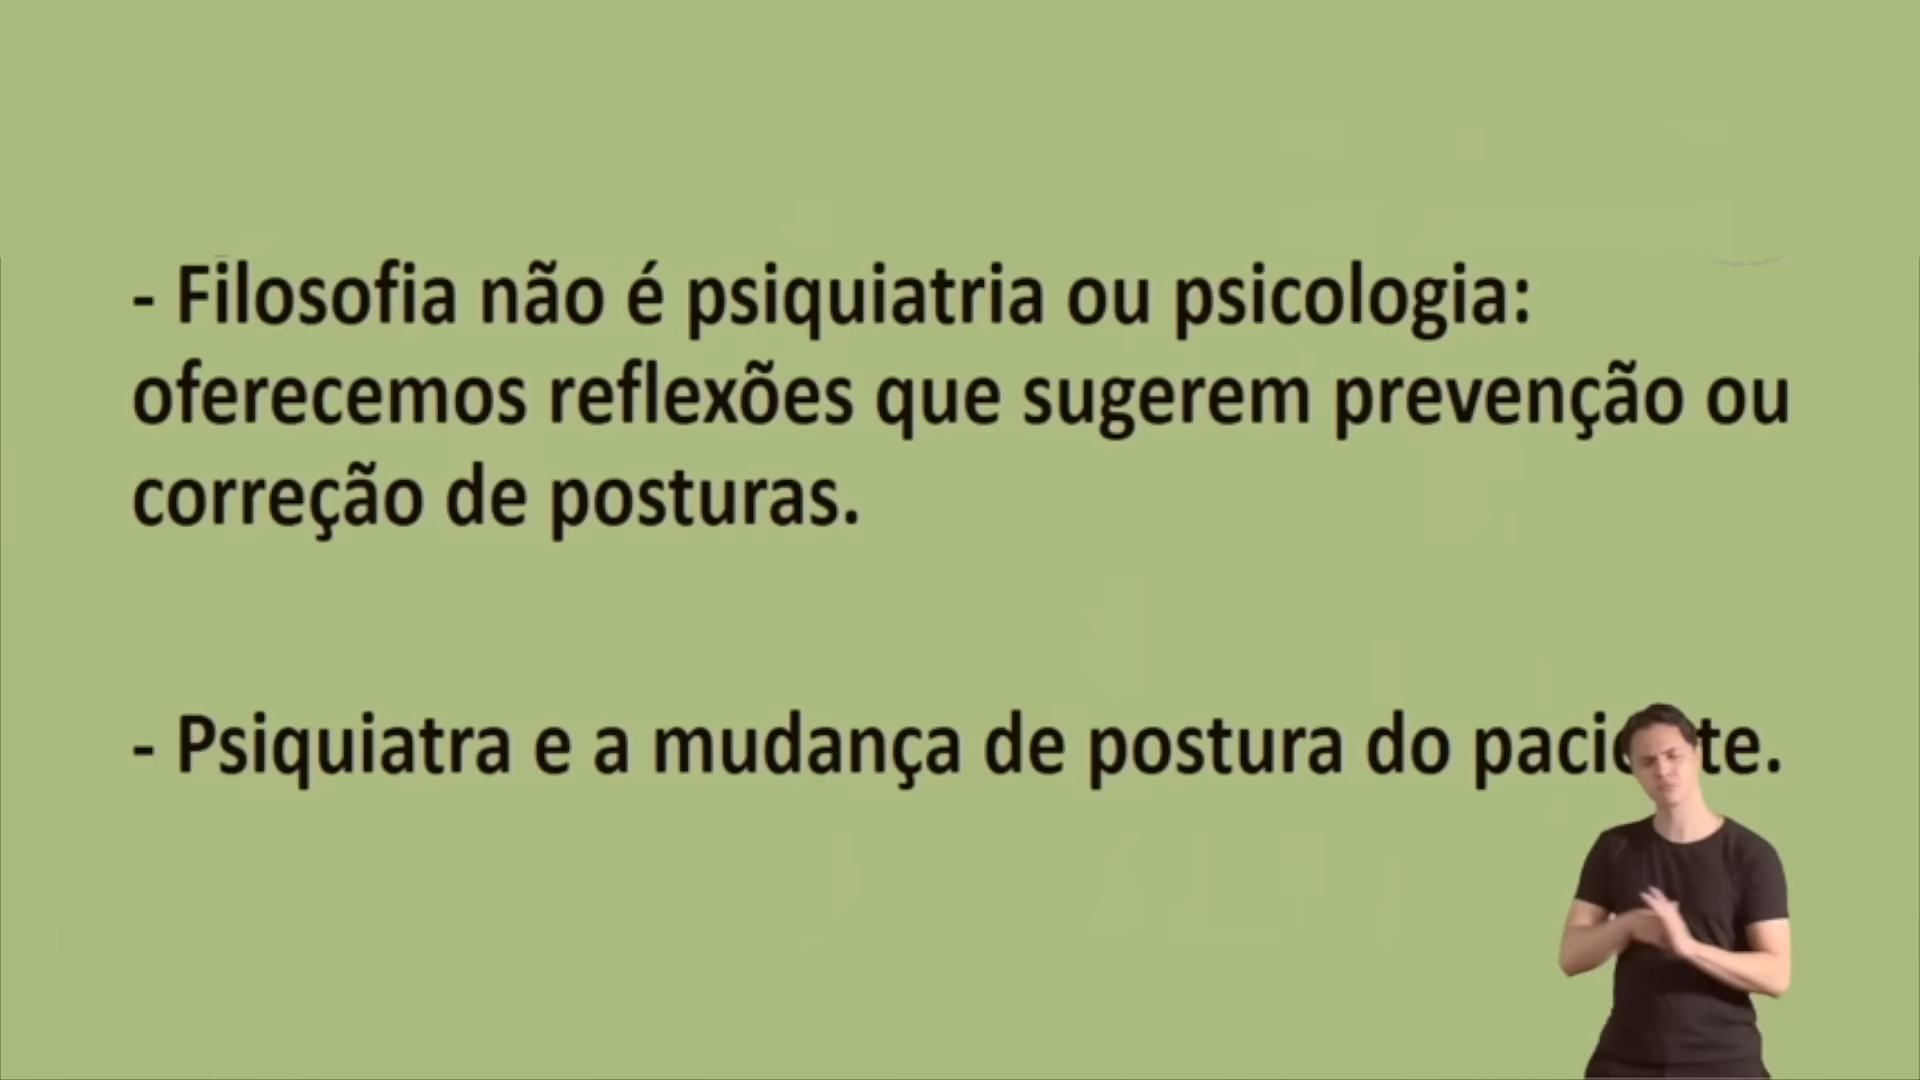 - Filosofia não é psiquiatria ou psicologia:
oferecemos reflexões que sugerem prevenção ou
correção de posturas.
- Psiquiatra e a mudança de postura do paciente.